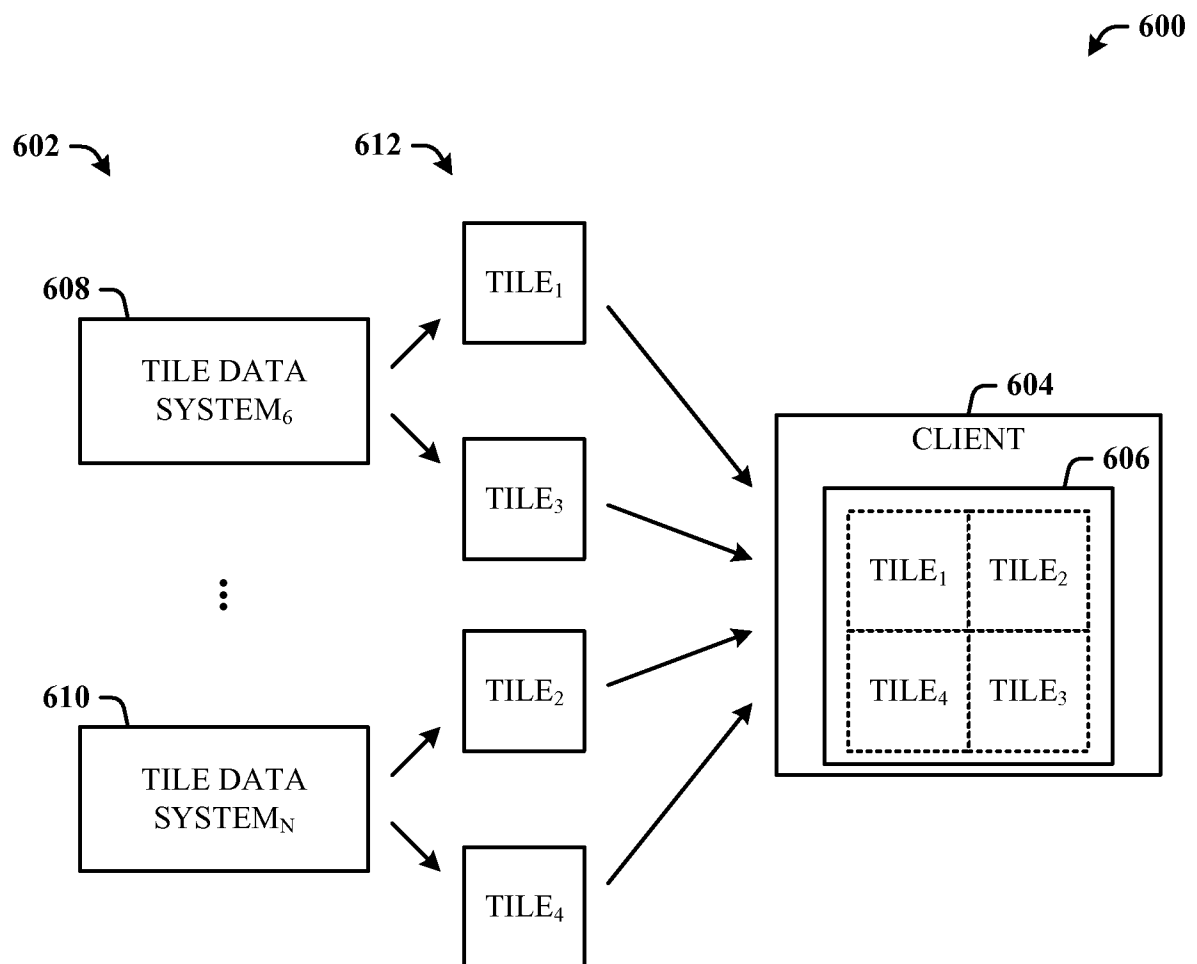 600
602
612
TILE₁
608
TILE DATA
SYSTEM₆
604
CLIENT
TILE₃
606
TILE₁ TILE₂
TILE₄ TILE₃
TILE₂
610
TILE DATA
SYSTEMN
TILE₄